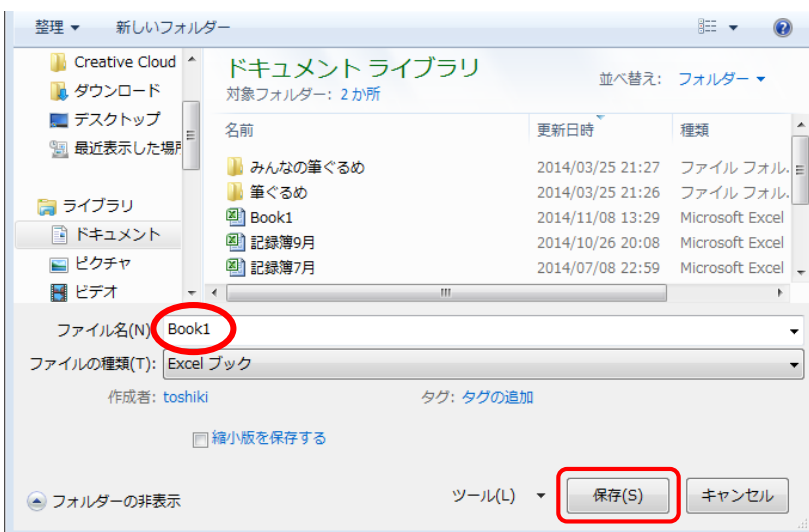 整理 ▼ 新しいフォルダー
Creative Cloud
ダウンロード
デスクトップ
最近表示した場所
ライブラリ
ドキュメント
ピクチャ
ビデオ
ドキュメント ライブラリ
対象フォルダー: 2 か所
並べ替え: フォルダー ▼
名前 更新日時 種類
みんなの筆ぐるめ 2014/03/25 21:27 ファイル フォル.
筆ぐるめ 2014/03/25 21:26 ファイル フォル.
Book1 2014/11/08 13:29 Microsoft Excel
記録簿9月 2014/10/26 20:08 Microsoft Excel
記録簿7月 2014/07/08 22:59 Microsoft Excel
ファイル名(N) Book1
ファイルの種類(T): Excel ブック
作成者: toshiki タグ: タグの追加
縮小版を保存する
フォルダーの非表示 ツール(L) ▼ 保存(S) キャンセル